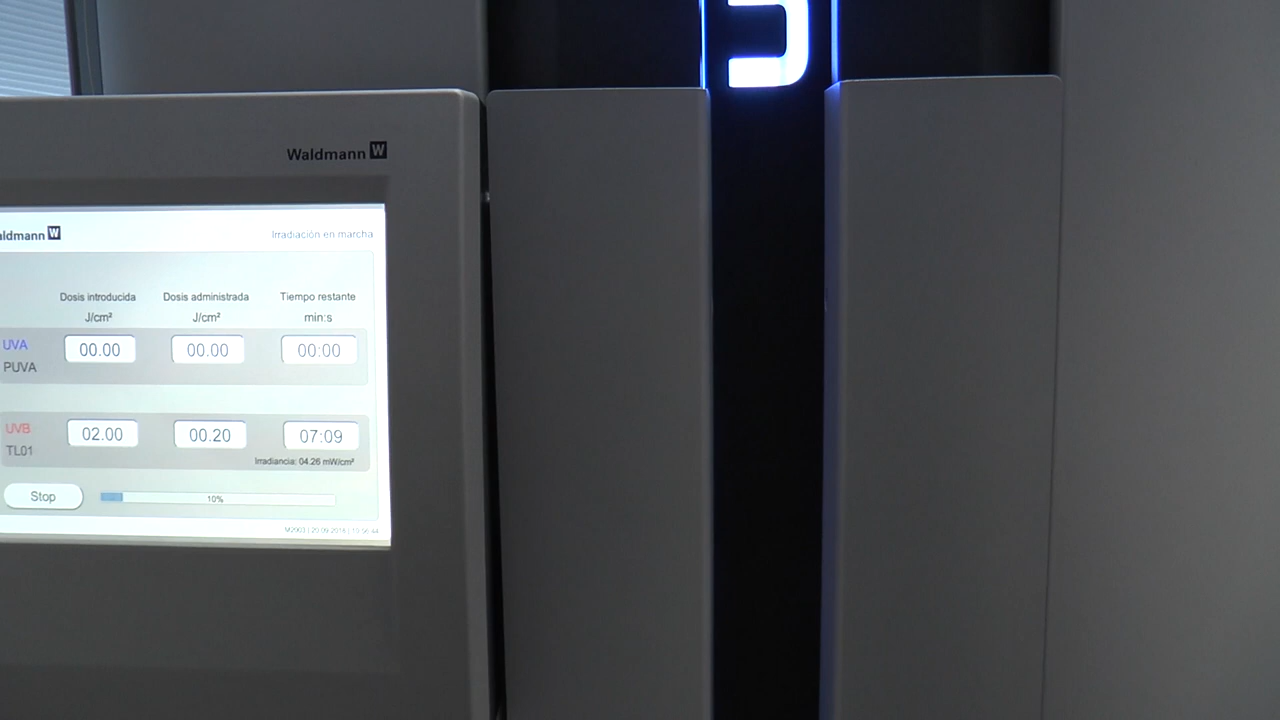 Waldmann W
aldmann W
Irradiación en marcha
Dosis introducida Dosis administrada Tiempo restante
J/cm² J/cm² min:s
UVA 00.00 00.00 00:00
PUVA
UVB 02.00 00.20 07:09
TL01
Irradiancia: 04.26 mW/cm²
Stop 10%